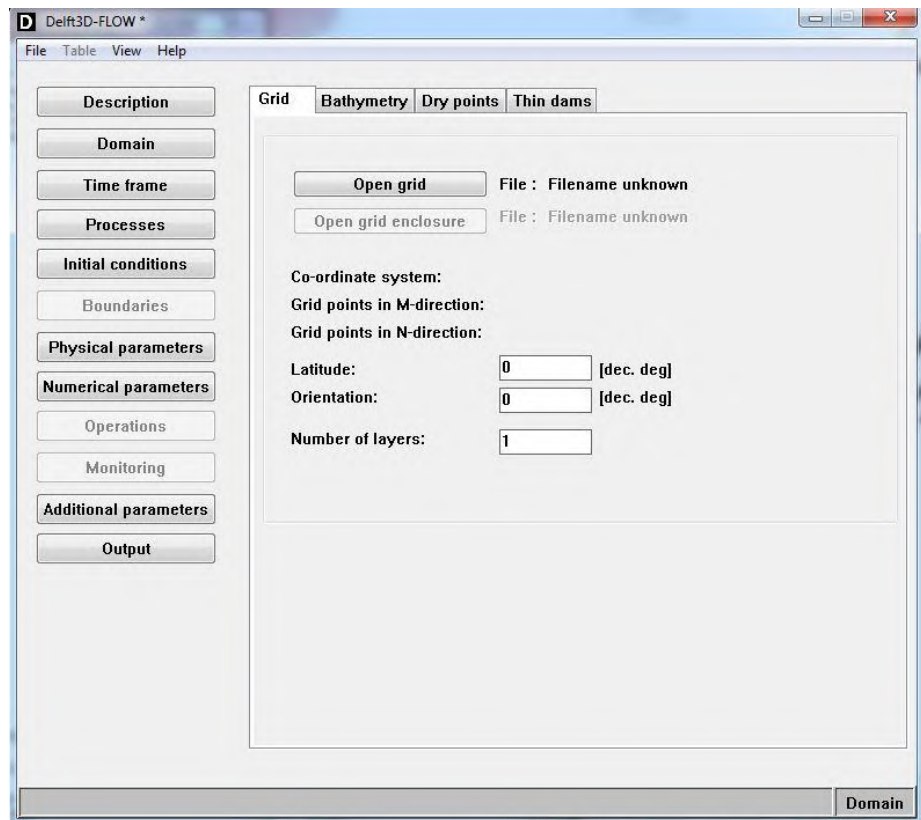 D Delft3D-FLOW *
File Table View Help
Description
Domain
Time frame
Processes
Initial conditions
Boundaries
Physical parameters
Numerical parameters
Operations
Monitoring
Additional parameters
Output
Grid Bathymetry Dry points Thin dams
Open grid File : Filename unknown
Open grid enclosure File : Filename unknown
Co-ordinate system:
Grid points in M-direction:
Grid points in N-direction:
Latitude: 0 [dec. deg]
Orientation: 0 [dec. deg]
Number of layers: 1
Domain